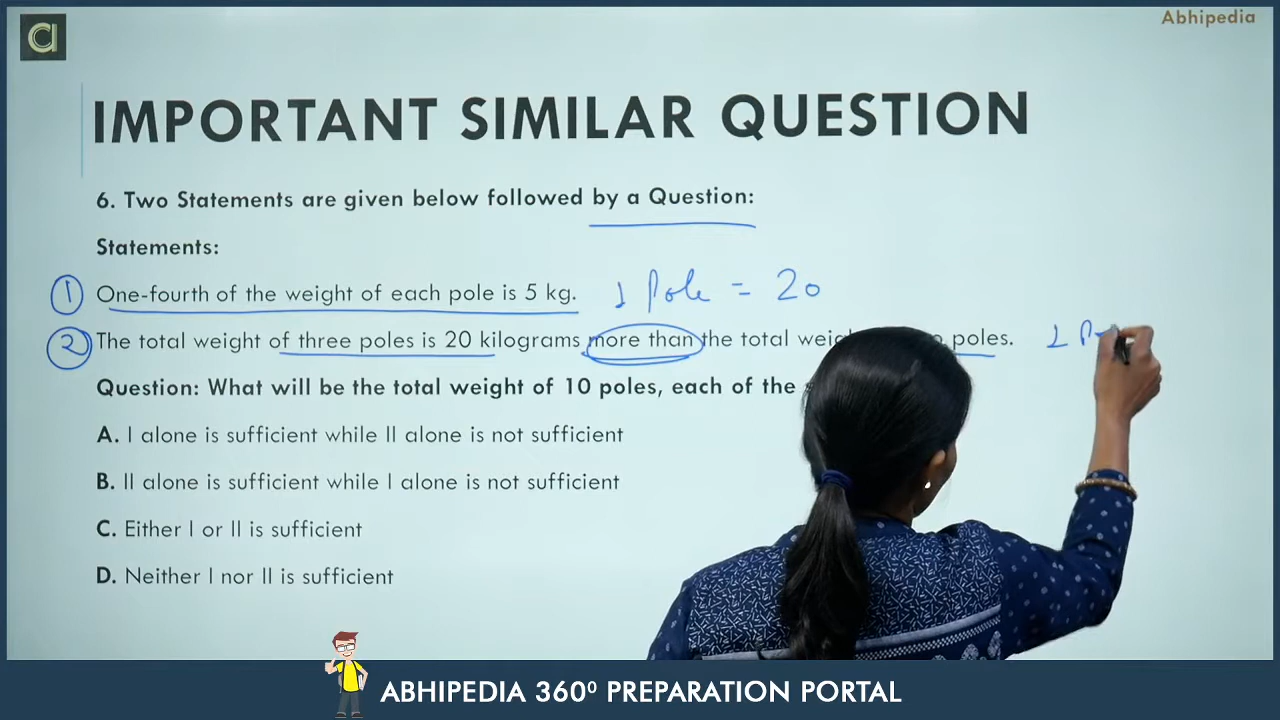 Abhipedia
IMPORTANT SIMILAR QUESTION
6. Two Statements are given below followed by a Question:
Statements:
1 One-fourth of the weight of each pole is 5 kg. 1 Pole = 20
2 The total weight of three poles is 20 kilograms more than the total poles. 1
Question: What will be the total weight of 10 poles, each of the
A. I alone is sufficient while II alone is not sufficient
B. II alone is sufficient while I alone is not sufficient
C. Either I or II is sufficient
D. Neither I nor II is sufficient
ABHIPEDIA 360⁰ PREPARATION PORTAL